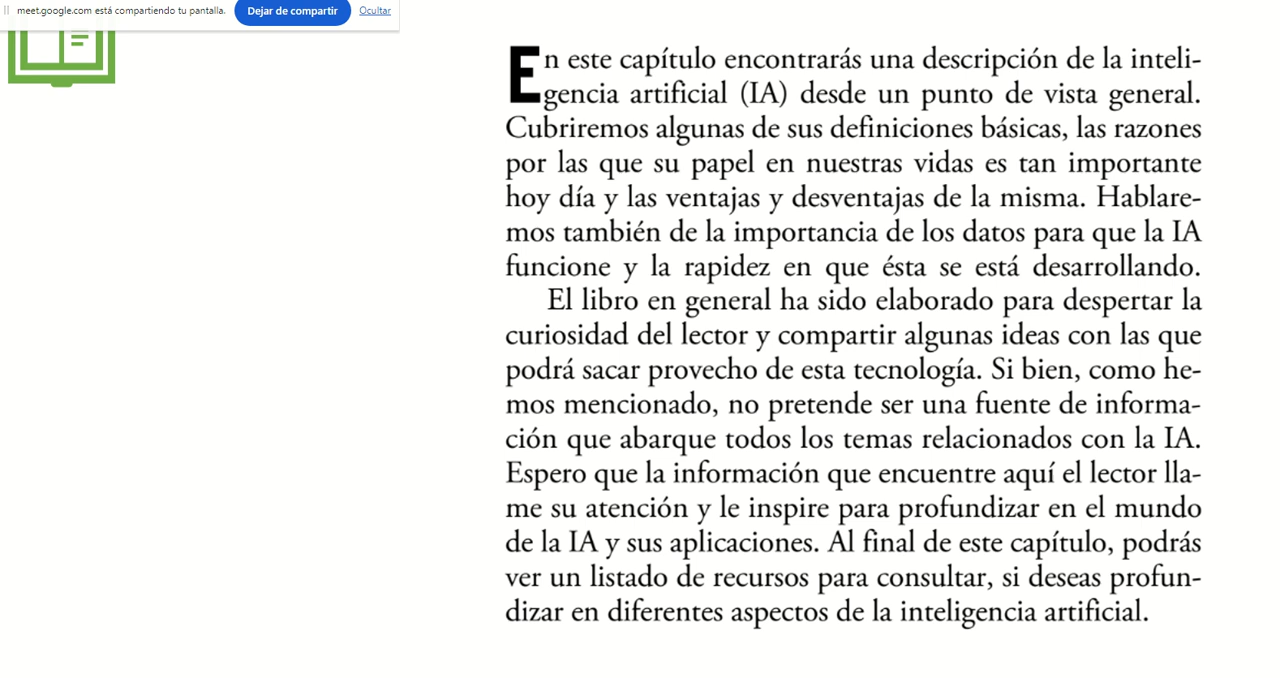 meet.google.com está compartiendo tu pantalla.
Dejar de compartir
Ocultar
En este capítulo encontrarás una descripción de la inteli-
gencia artificial (IA) desde un punto de vista general.
Cubriremos algunas de sus definiciones básicas, las razones
por las que su papel en nuestras vidas es tan importante
hoy día y las ventajas y desventajas de la misma. Hablare-
mos también de la importancia de los datos para que la IA
funcione y la rapidez en que ésta se está desarrollando.
El libro en general ha sido elaborado para despertar la
curiosidad del lector y compartir algunas ideas con las que
podrá sacar provecho de esta tecnología. Si bien, como he-
mos mencionado, no pretende ser una fuente de informa-
ción que abarque todos los temas relacionados con la IA.
Espero que la información que encuentre aquí el lector lla-
me su atención y le inspire para profundizar en el mundo
de la IA y sus aplicaciones. Al final de este capítulo, podrás
ver un listado de recursos para consultar, si deseas profun-
dizar en diferentes aspectos de la inteligencia artificial.